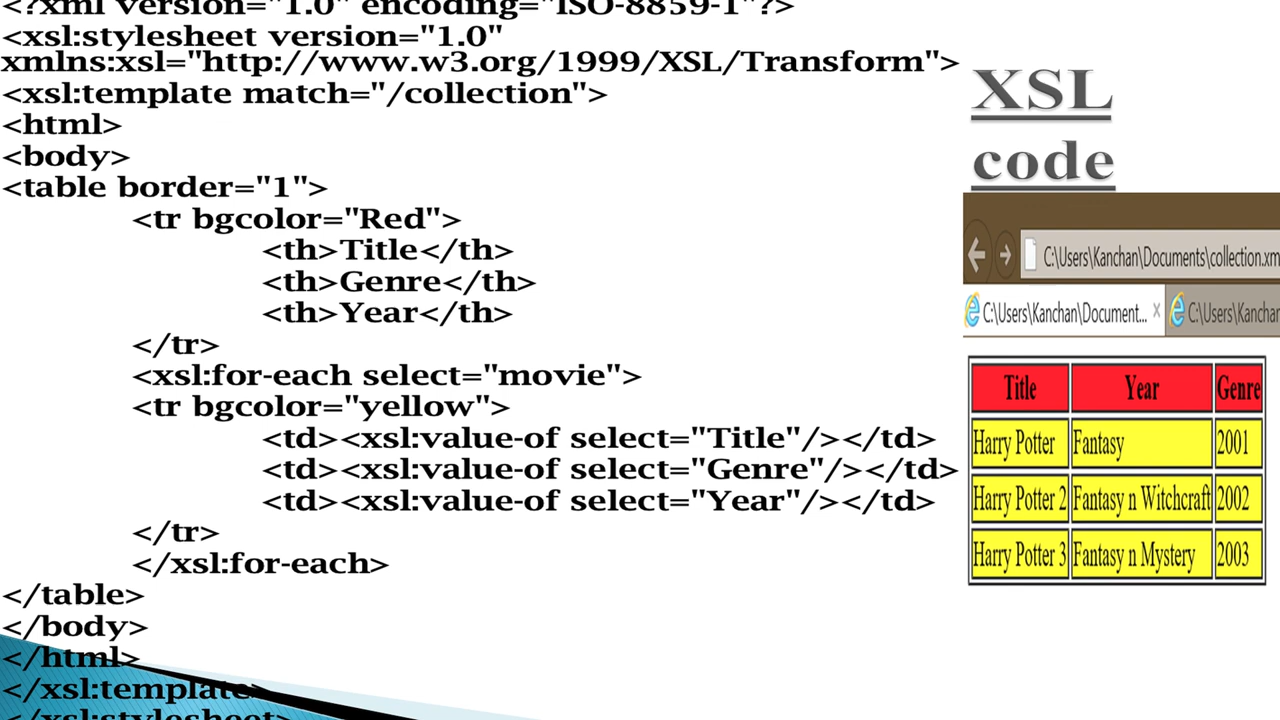 <?xml version="1.0" encoding="ISO-8859-1"?>
<xsl:stylesheet version="1.0"
xmlns:xsl="http://www.w3.org/1999/XSL/Transform">
<xsl:template match="/collection">
<html>
<body>
<table border="1">
<tr bgcolor="Red">
<th>Title</th>
<th>Genre</th>
<th>Year</th>
</tr>
<xsl:for-each select="movie">
<tr bgcolor="yellow">
<td><xsl:value-of select="Title"/></td>
<td><xsl:value-of select="Genre"/></td>
<td><xsl:value-of select="Year"/></td>
</tr>
</xsl:for-each>
</table>
</body>
</html>
</xsl:template>
</xsl:stylesheet>
XSL
code
C:\Users\Kanchan\Documents\collection.xm
C:\Users\Kanchan\Document... × C:\Users\Kanchan
Title Year Genre
Harry Potter Fantasy 2001
Harry Potter 2 Fantasy n Witchcraft 2002
Harry Potter 3 Fantasy n Mystery 2003